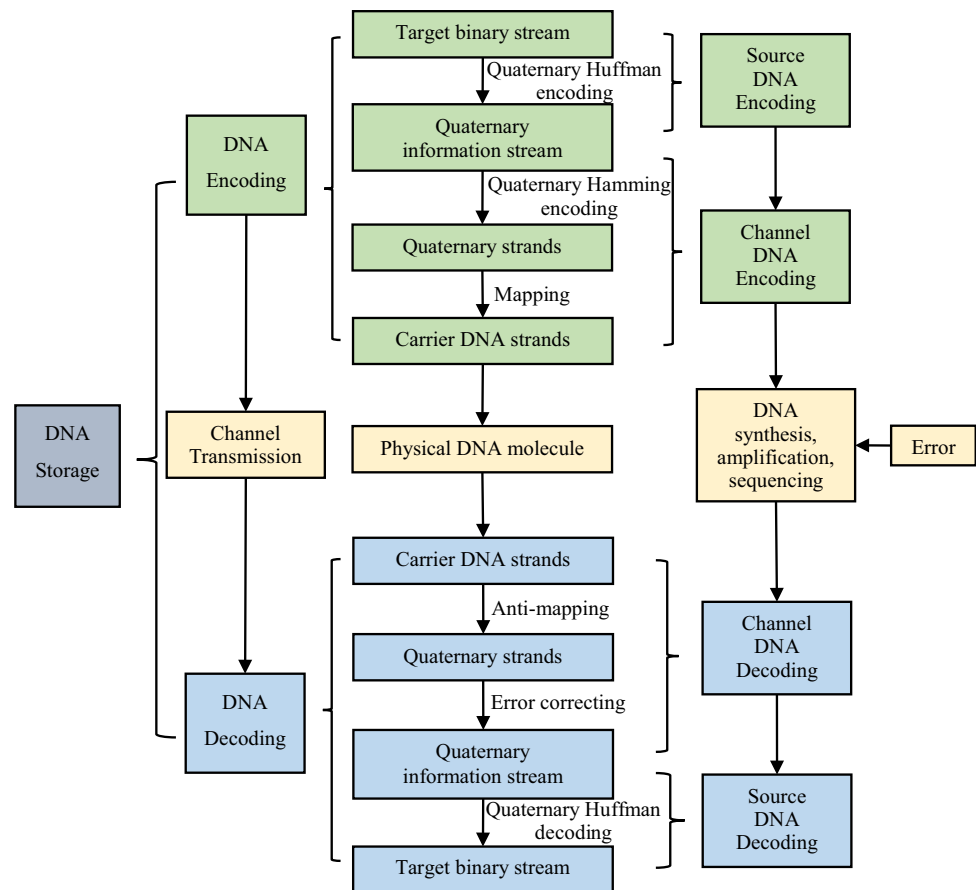 Target binary stream
Quaternary Huffman
encoding
Quaternary
information stream
Quaternary Hamming
encoding
Quaternary strands
Mapping
Carrier DNA strands
Source
DNA
Encoding
Channel
DNA
Encoding
DNA
Encoding
DNA
Storage
Channel
Transmission
Physical DNA molecule
DNA
synthesis,
amplification,
sequencing
Error
Carrier DNA strands
Anti-mapping
Quaternary strands
Error correcting
Quaternary
information stream
Quaternary Huffman
decoding
Target binary stream
DNA
Decoding
Channel
DNA
Decoding
Source
DNA
Decoding